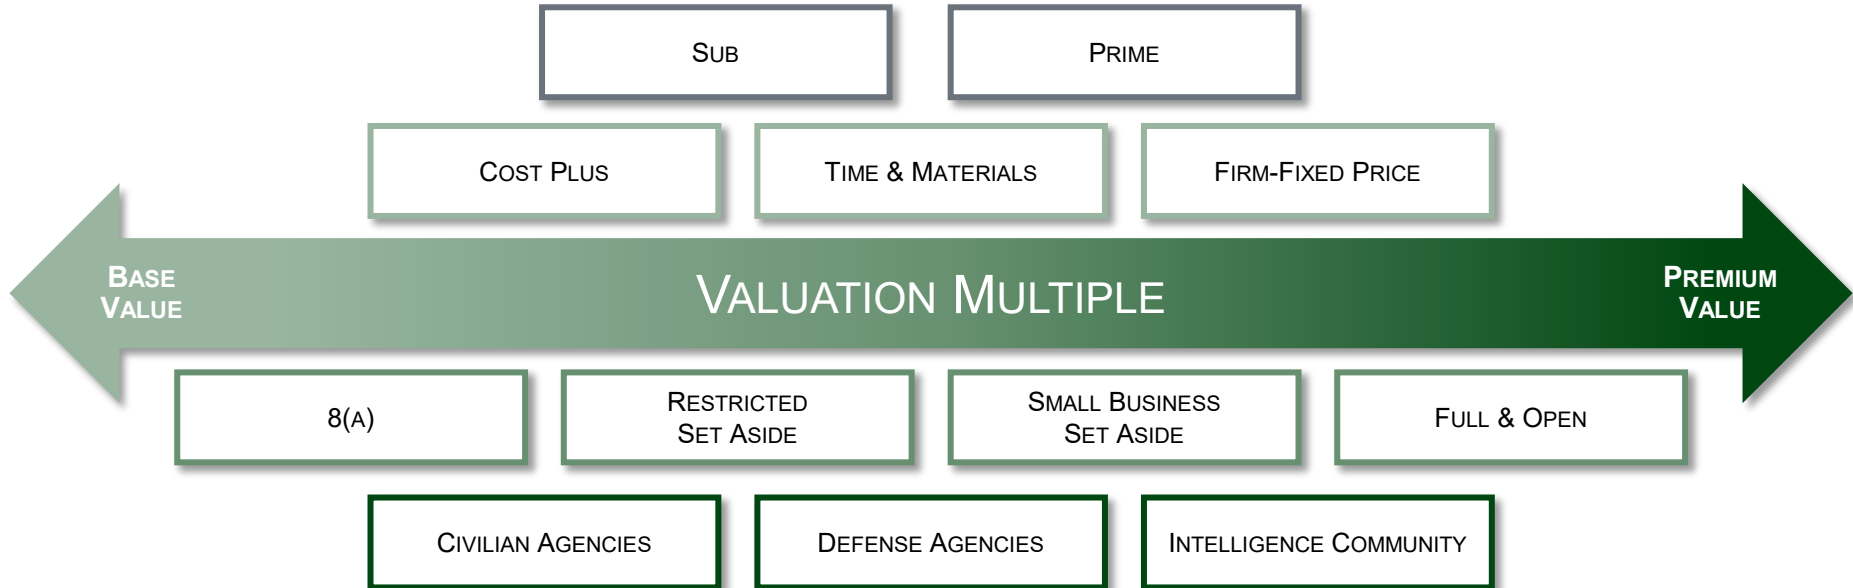 SUB
PRIME
COST PLUS
TIME & MATERIALS
FIRM-FIXED PRICE
BASE
VALUE
VALUATION MULTIPLE
PREMIUM
VALUE
8(A)
RESTRICTED
SET ASIDE
SMALL BUSINESS
SET ASIDE
FULL & OPEN
CIVILIAN AGENCIES
DEFENSE AGENCIES
INTELLIGENCE COMMUNITY